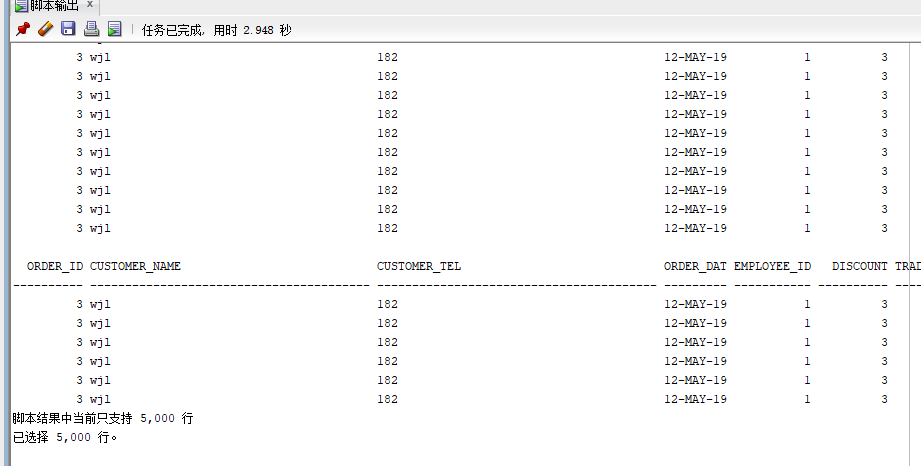 脚本输出 ×
任务已完成, 用时 2.948 秒
3 wjl 182 12-MAY-19 1 3
3 wjl 182 12-MAY-19 1 3
3 wjl 182 12-MAY-19 1 3
3 wjl 182 12-MAY-19 1 3
3 wjl 182 12-MAY-19 1 3
3 wjl 182 12-MAY-19 1 3
3 wjl 182 12-MAY-19 1 3
3 wjl 182 12-MAY-19 1 3
3 wjl 182 12-MAY-19 1 3
3 wjl 182 12-MAY-19 1 3
ORDER_ID CUSTOMER_NAME CUSTOMER_TEL ORDER_DAT EMPLOYEE_ID DISCOUNT TRAD
3 wjl 182 12-MAY-19 1 3
3 wjl 182 12-MAY-19 1 3
3 wjl 182 12-MAY-19 1 3
3 wjl 182 12-MAY-19 1 3
3 wjl 182 12-MAY-19 1 3
3 wjl 182 12-MAY-19 1 3
脚本结果中当前只支持 5,000 行
已选择 5,000 行。